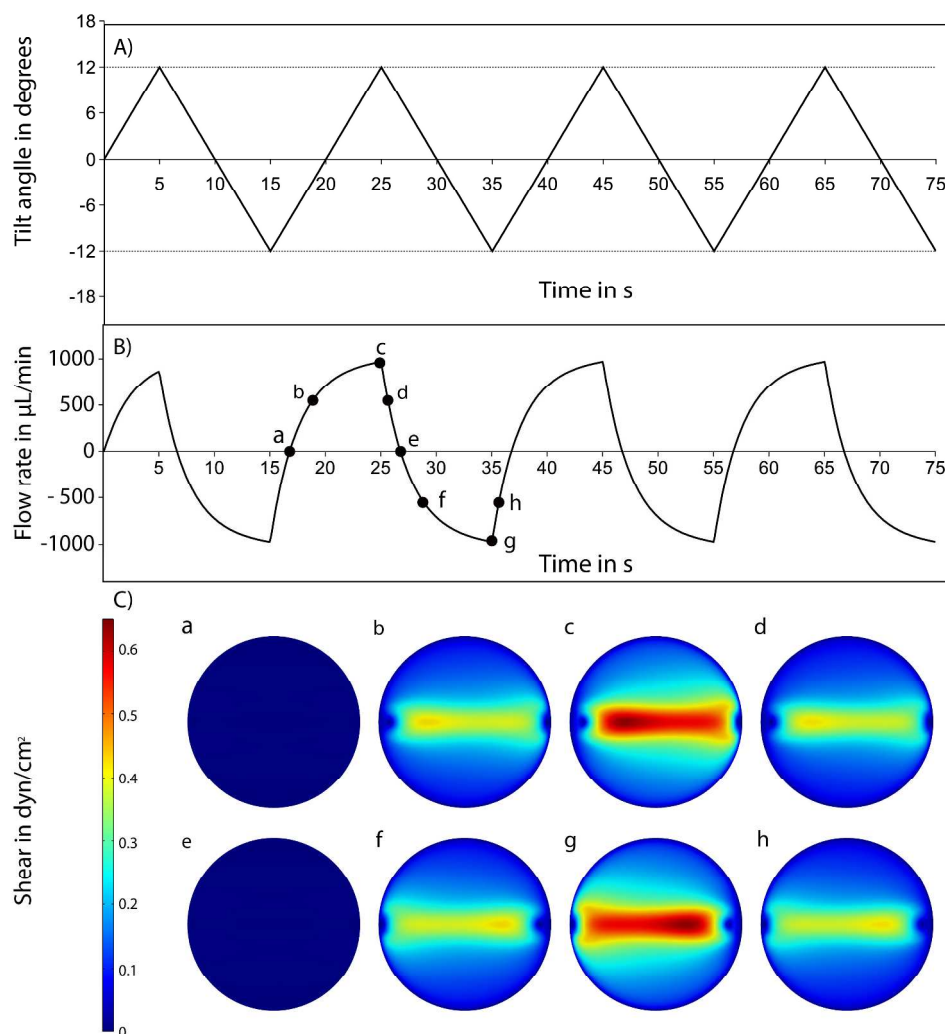 A)
Tilt anglle in degrees
18
12
6
0
-6
-12
-18
5 10 15 20 25 30 35 40 45 50 55 60 65 70 75
Time in s
B)
Flow rate in µL/min
1000
500
0
- 500
-1000
5 10 15 20 25 30 35 40 45 50 55 60 65 70 75
a b c d e f g h
Time in s
C)
Shear in dyn/cm²
0.6
0.5
0.4
0.3
0.2
0.1
0
a b c d
e f g h